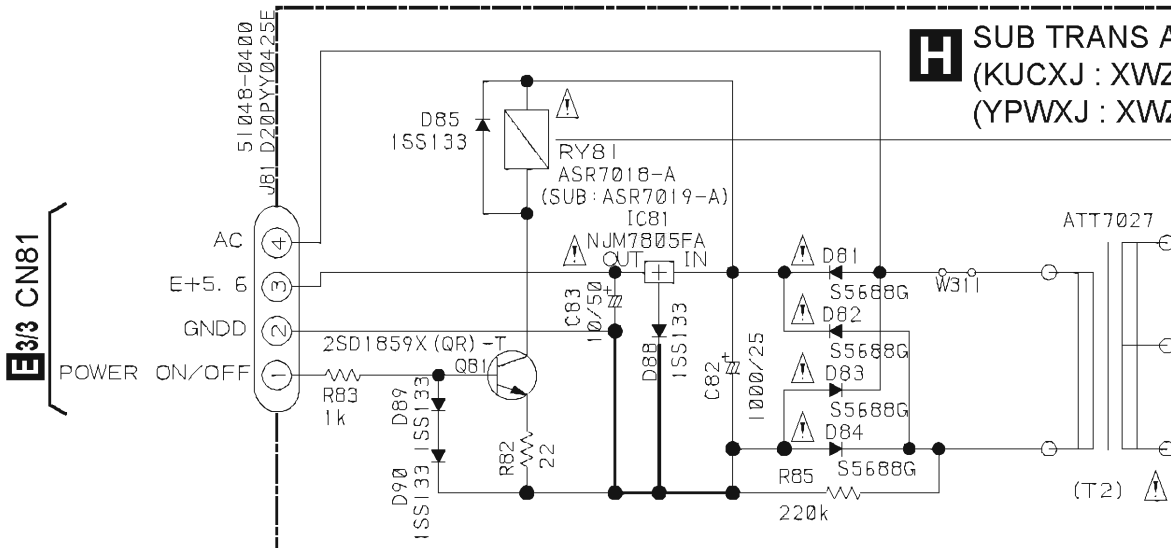 H SUB TRANS A
(KUCXJ : XWZ
(YPWXJ : XWZ
51048-0400
J81 D20PYY0425E
D85
1SS133
RY81
ASR7018-A
(SUB:ASR7019-A)
IC81
NJM7805FA
OUT IN
ATT7027
E 3/3 CN81
AC 4
E+5.6 3
GNDD 2
POWER ON/OFF 1
C83
10/50
+
D88
1SS133
C82
+
1000/25
D81
S5688G
D82
S5688G
D83
S5688G
D84
S5688G
W311
2SD1859X(QR)-T
Q81
R83
1k
D89
1SS133
D90
1SS133
R82
22
R85
220k
(T2)